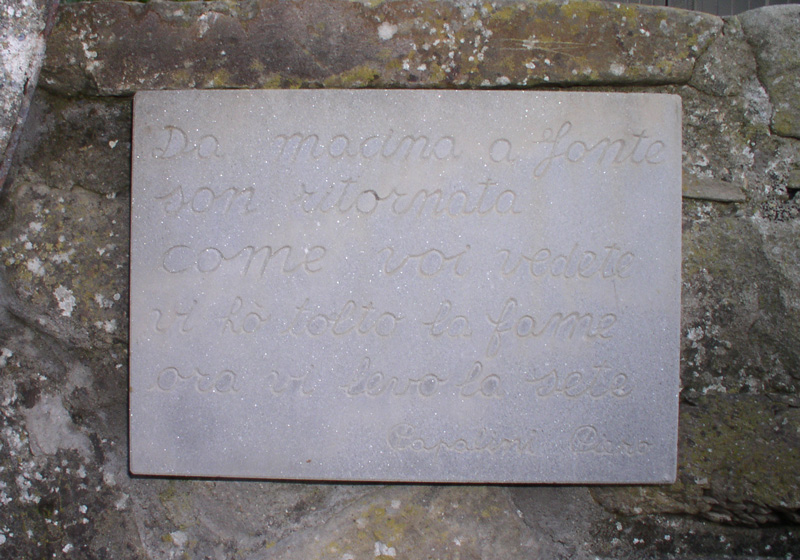 Da macina a fonte
son ritornata
come voi vedete
vi hò tolto la fame
ora vi levo la sete